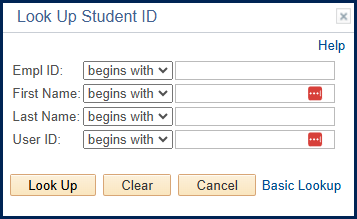 Look Up Student ID
Help
Empl ID: begins with
First Name: begins with
Last Name: begins with
User ID: begins with
Look Up Clear Cancel Basic Lookup